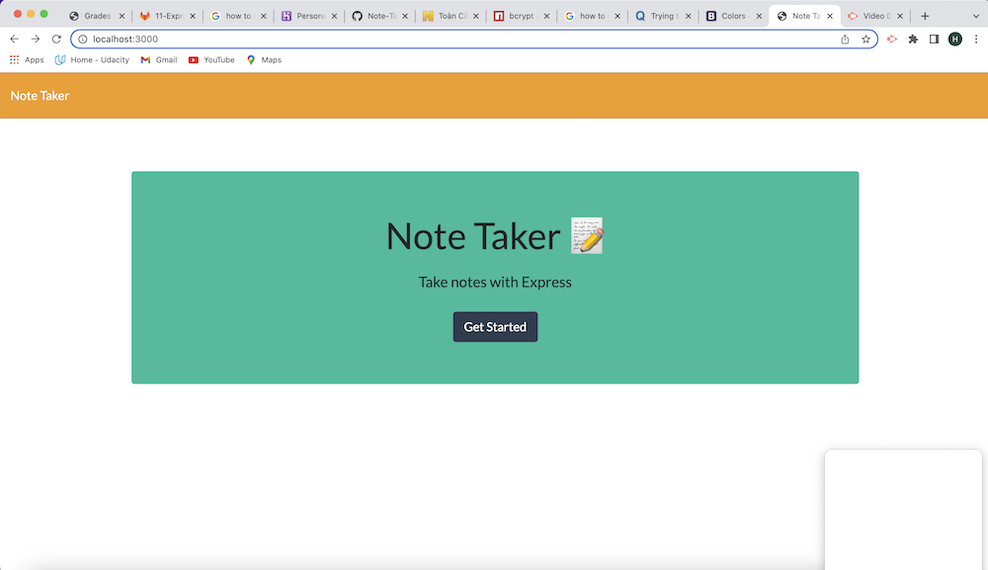 Grades
11-Expr
how to
Persona
Note-Ta
Toàn Cả
bcrypt
how to
Trying t
Colors
Note Ta
Video D
localhost:3000
H
Apps
Home - Udacity
Gmail
YouTube
Maps
Note Taker
Note Taker
Take notes with Express
Get Started